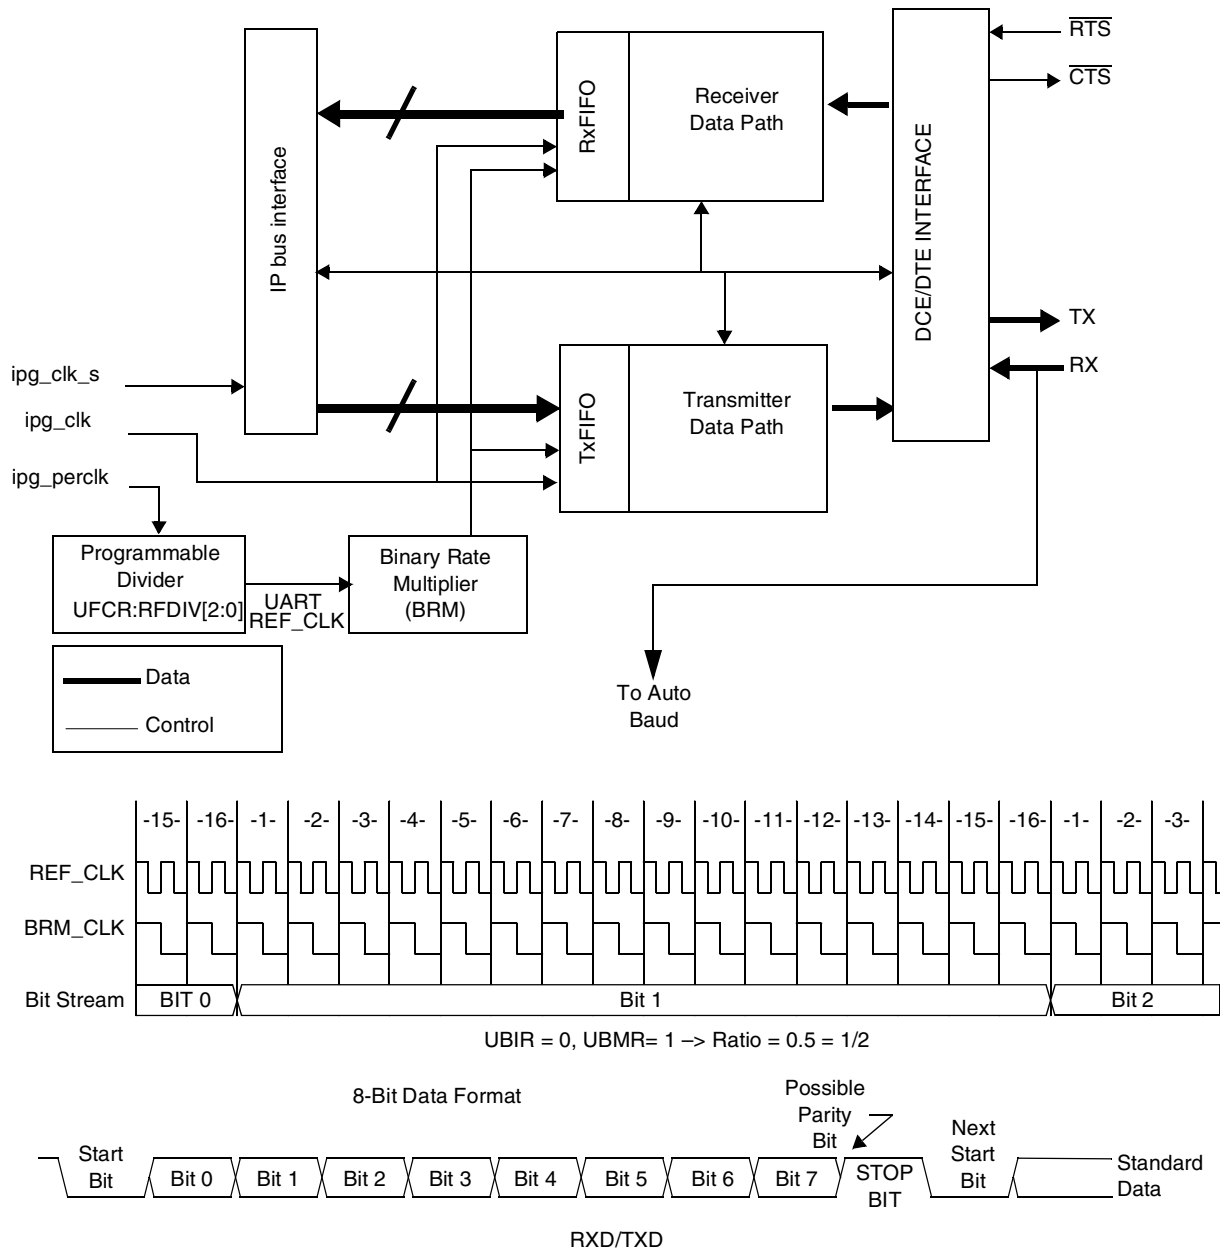 RTS
CTS
RxFIFO
Receiver
Data Path
IP bus interface
DCE/DTE INTERFACE
TX
RX
ipg_clk_s
ipg_clk
ipg_perclk
TxFIFO
Transmitter
Data Path
Programmable
Divider
UFCR:RFDIV[2:0]
UART
REF_CLK
Binary Rate
Multiplier
(BRM)
Data
Control
To Auto
Baud
-15- -16- -1- -2- -3- -4- -5- -6- -7- -8- -9- -10- -11- -12- -13- -14- -15- -16- -1- -2- -3-
REF_CLK
BRM_CLK
Bit Stream BIT 0 Bit 1 Bit 2
UBIR = 0, UBMR= 1 –> Ratio = 0.5 = 1/2
8-Bit Data Format
Possible
Parity
Bit
Start
Bit
Bit 0 Bit 1 Bit 2 Bit 3 Bit 4 Bit 5 Bit 6 Bit 7
STOP
BIT
Next
Start
Bit
Standard
Data
RXD/TXD